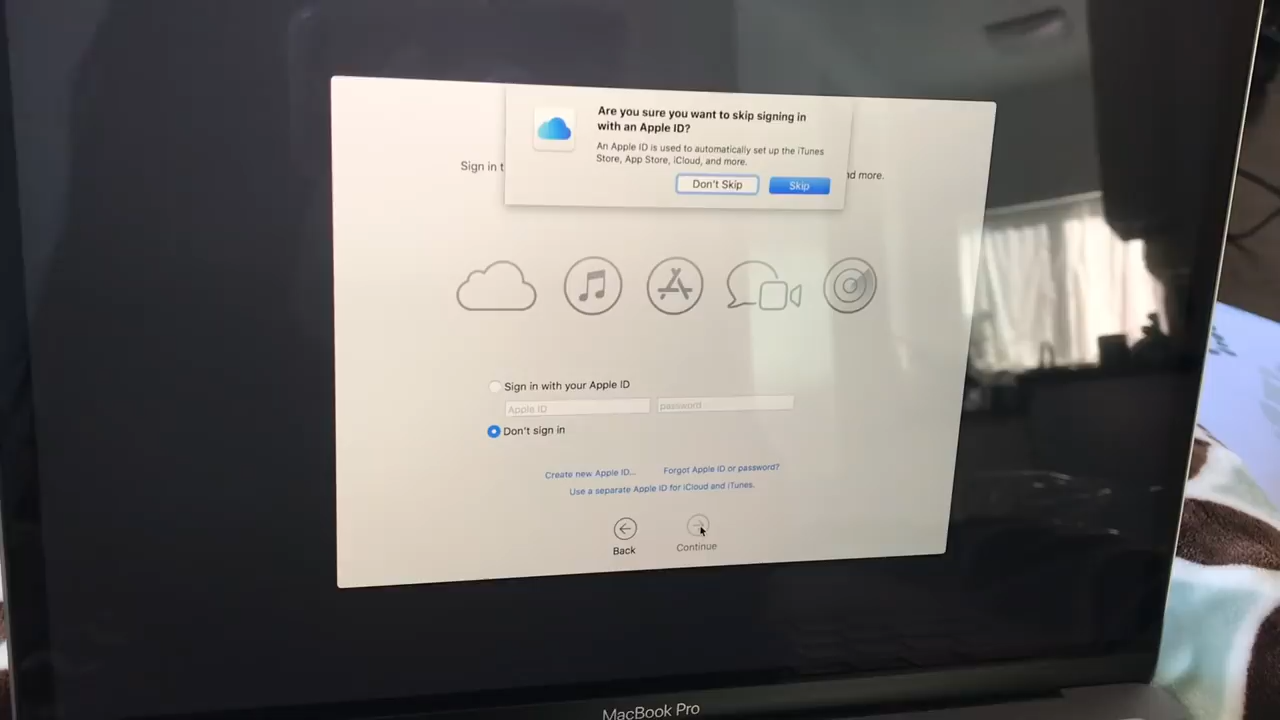 Are you sure you want to skip signing in
with an Apple ID?
An Apple ID is used to automatically set up the iTunes
Store, App Store, iCloud, and more.
Don't Skip
Skip
Sign in t
nd more.
Sign in with your Apple ID
Apple ID
password
Don't sign in
Create new Apple ID...
Forgot Apple ID or password?
Use a separate Apple ID for iCloud and iTunes.
Back
Continue
MacBook Pro